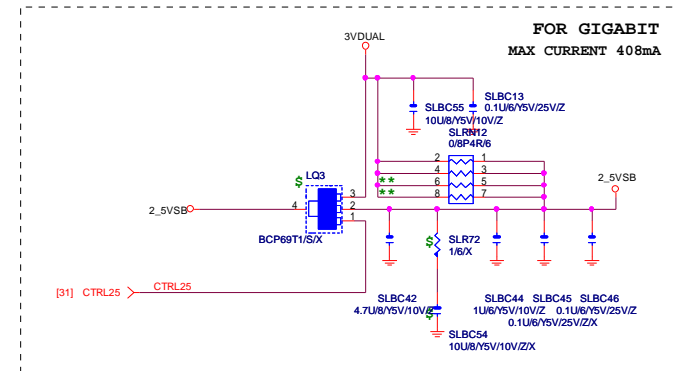 FOR GIGABIT
MAX CURRENT 408mA
3VDUAL
SLBC13
0.1U/6/Y5V/25V/Z
SLBC55
10U/8/Y5V/10V/Z
SLRN12
0/8P4R/6
2 1
4 3
** 6 5
** 8 7
$ LQ3
3
2_5VSB 4 2
1
2_5VSB
BCP69T1/S/X
$ SLR72
1/6/X
[31] CTRL25 CTRL25
SLBC42
4.7U/8/Y5V/10V/Z
SLBC44 SLBC45 SLBC46
1U/6/Y5V/10V/Z 0.1U/6/Y5V/25V/Z
0.1U/6/Y5V/25V/Z/X
$
SLBC54
10U/8/Y5V/10V/Z/X